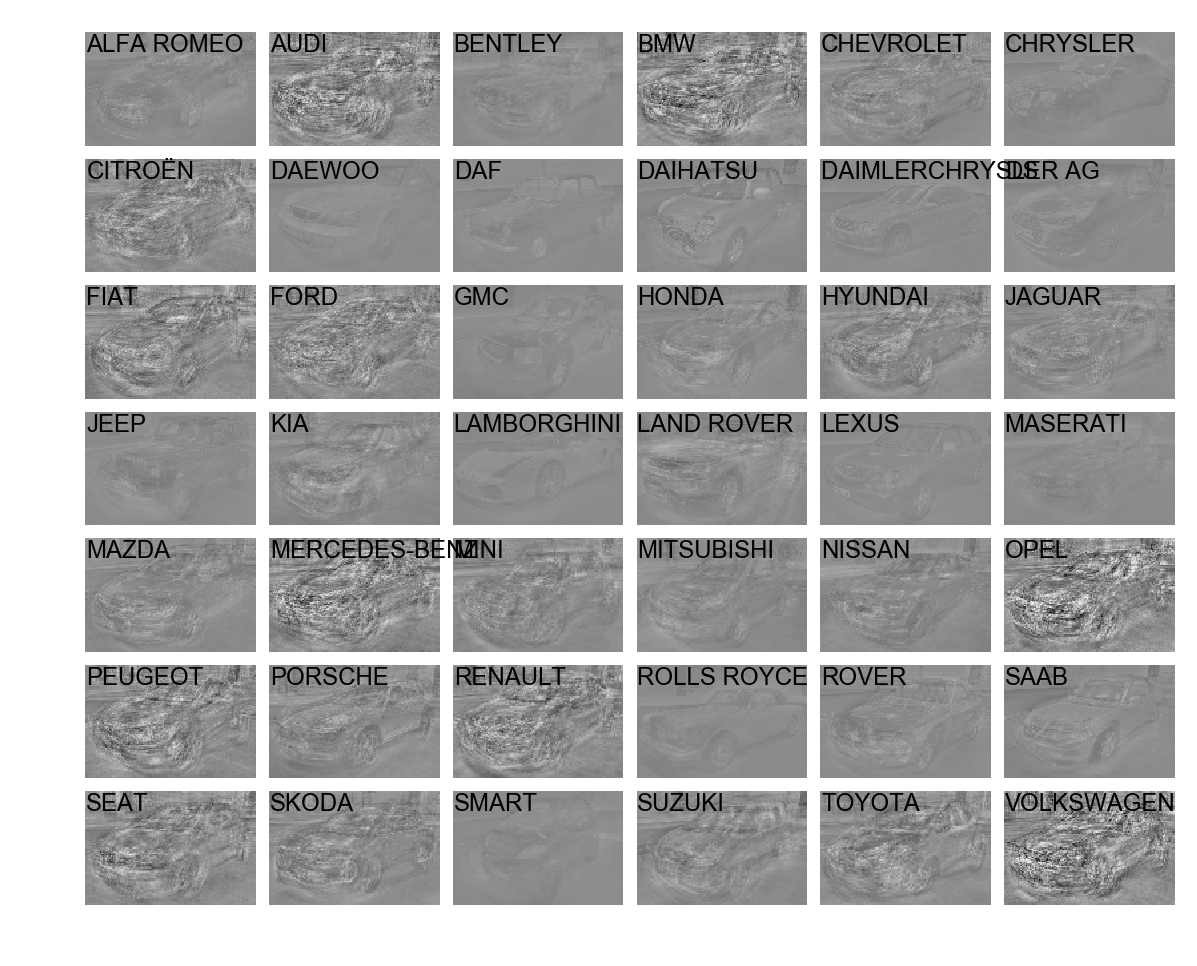 ALFA ROMEO
AUDI
BENTLEY
BMW
CHEVROLET
CHRYSLER
CITROËN
DAEWOO
DAF
DAIHATSU
DAIMLERCHRYSLER AG
DS
FIAT
FORD
GMC
HONDA
HYUNDAI
JAGUAR
JEEP
KIA
LAMBORGHINI
LAND ROVER
LEXUS
MASERATI
MAZDA
MERCEDES-BENZ
MINI
MITSUBISHI
NISSAN
OPEL
PEUGEOT
PORSCHE
RENAULT
ROLLS ROYCE
ROVER
SAAB
SEAT
SKODA
SMART
SUZUKI
TOYOTA
VOLKSWAGEN